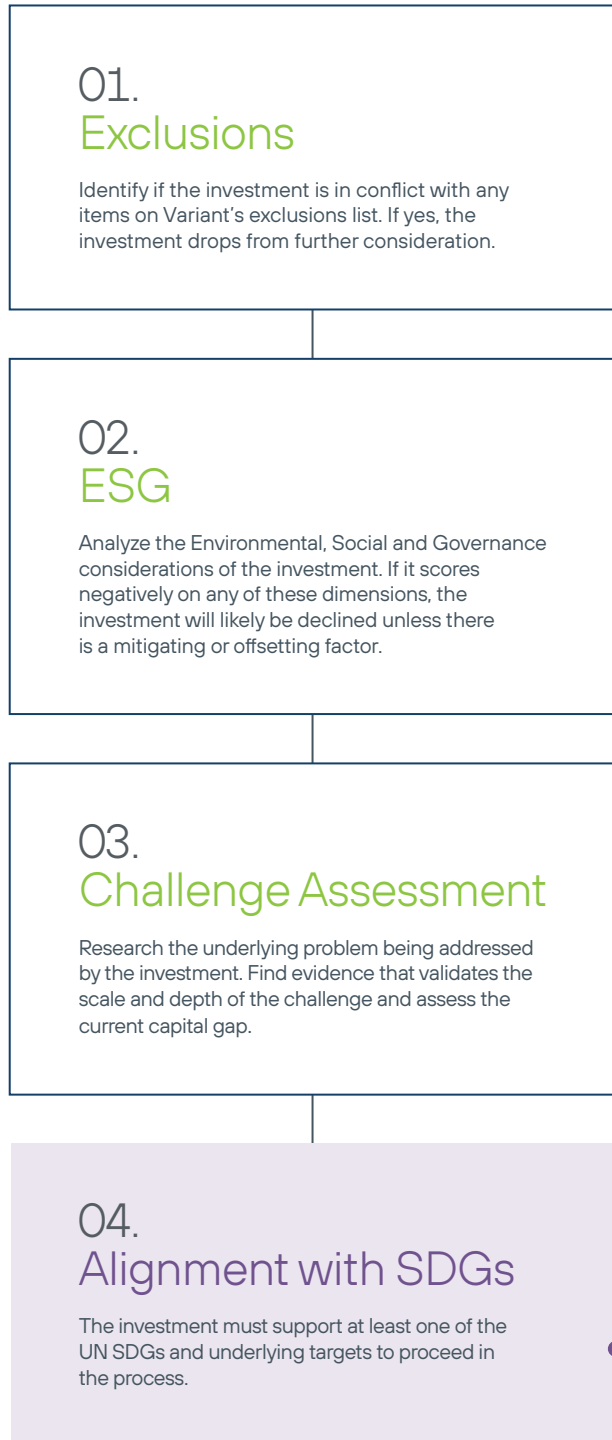 01.
Exclusions
Identify if the investment is in conflict with any
items on Variant’s exclusions list. If yes, the
investment drops from further consideration.
02.
ESG
Analyze the Environmental, Social and Governance
considerations of the investment. If it scores
negatively on any of these dimensions, the
investment will likely be declined unless there
is a mitigating or offsetting factor.
03.
Challenge Assessment
Research the underlying problem being addressed
by the investment. Find evidence that validates the
scale and depth of the challenge and assess the
current capital gap.
04.
Alignment with SDGs
The investment must support at least one of the
UN SDGs and underlying targets to proceed in
the process.